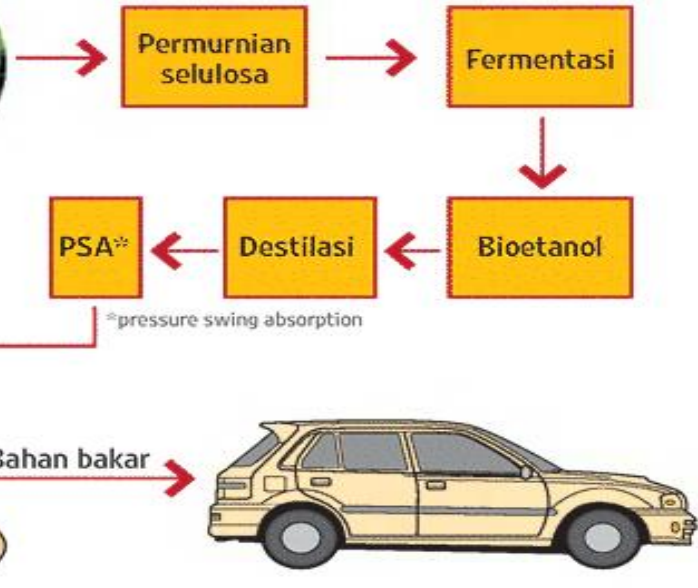 Permurnian
selulosa
Fermentasi
PSA*
Destilasi
Bioetanol
*pressure swing absorption
Bahan bakar